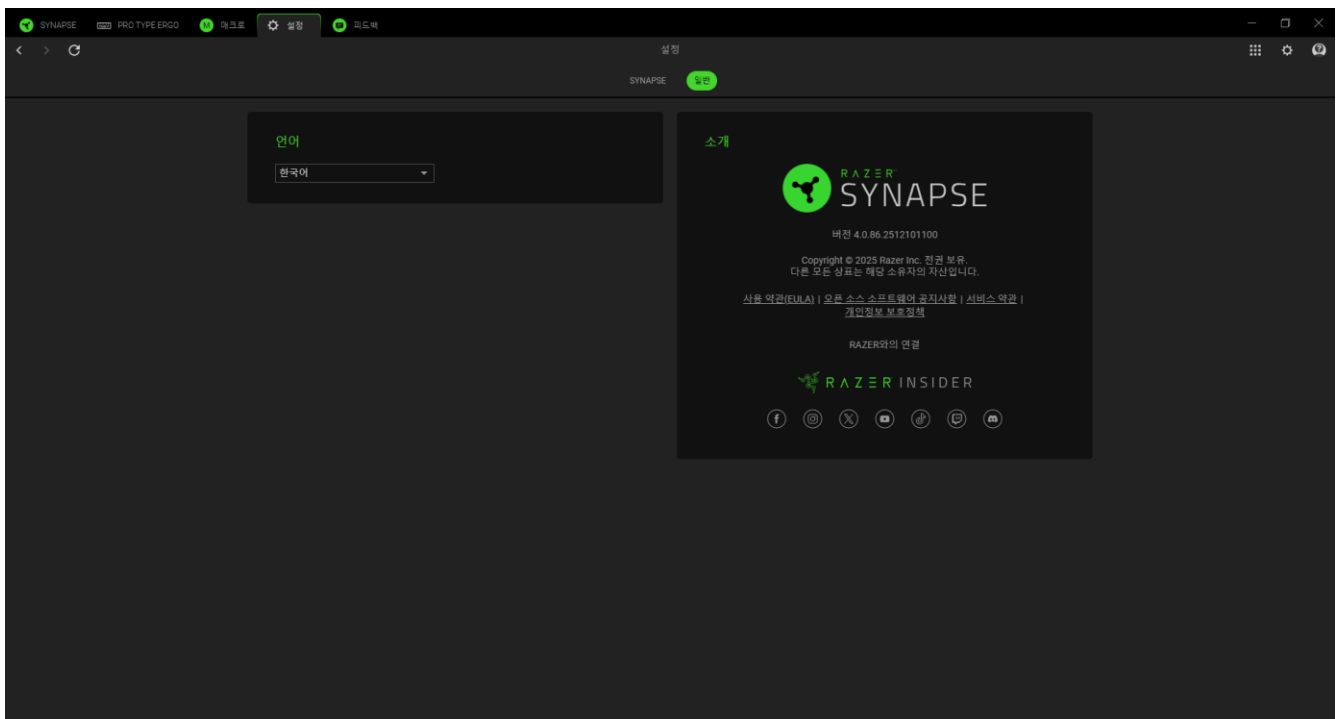 SYNAPSE PRO TYPE ERGO 매크로 설정 피드백
설정
SYNAPSE 일반
언어
한국어
소개
RAZER
SYNAPSE
버전 4.0.86.2512101100
Copyright © 2025 Razer Inc. 전권 보유.
다른 모든 상표는 해당 소유자의 자산입니다.
사용 약관(EULA) | 오픈 소스 소프트웨어 공지사항 | 서비스 약관 |
개인정보 보호정책
RAZER와의 연결
RAZER INSIDER